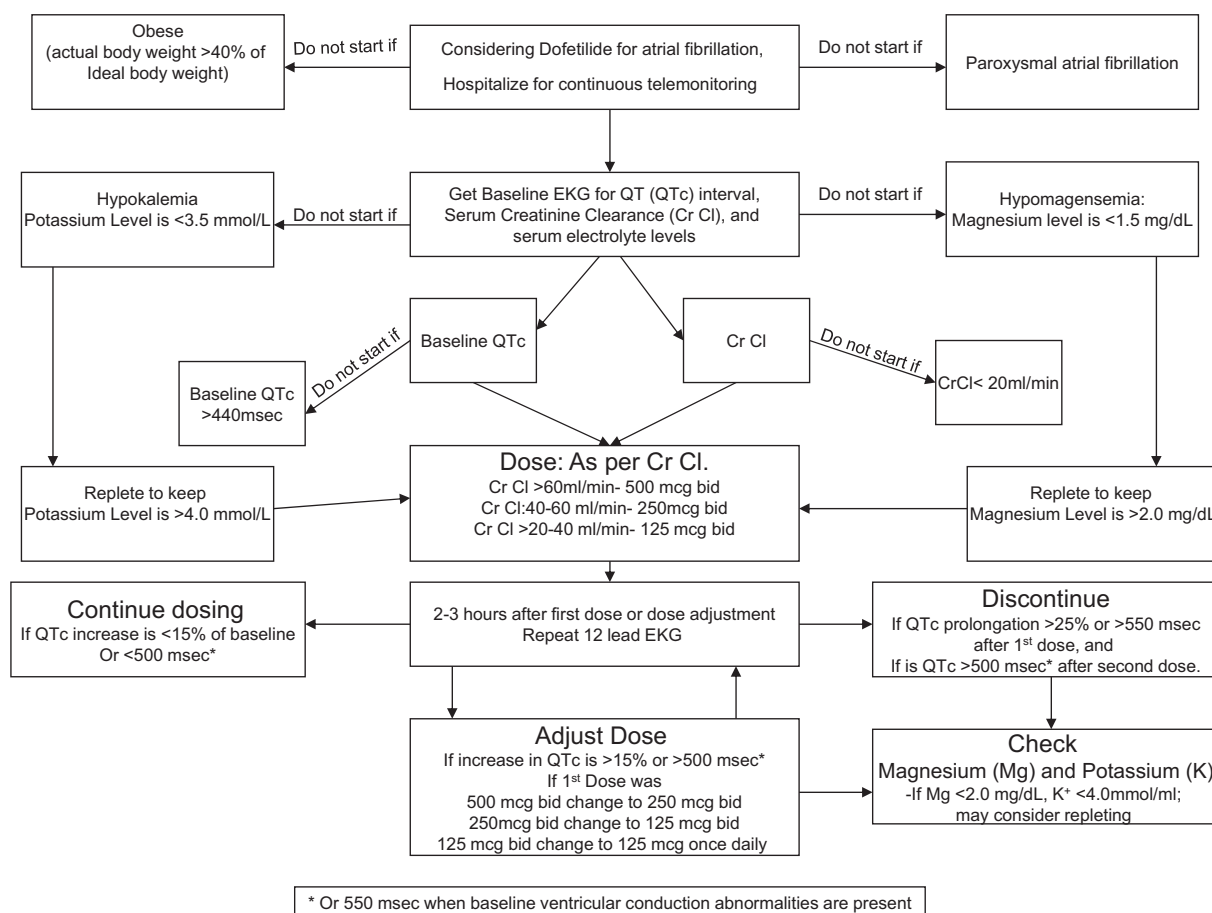 Obese
(actual body weight >40% of
Ideal body weight)
Do not start if
Considering Dofetilide for atrial fibrillation,
Hospitalize for continuous telemonitoring
Do not start if
Paroxysmal atrial fibrillation
Hypokalemia
Potassium Level is <3.5 mmol/L
Do not start if
Get Baseline EKG for QT (QTc) interval,
Serum Creatinine Clearance (Cr Cl), and
serum electrolyte levels
Do not start if
Hypomagensemia:
Magnesium level is <1.5 mg/dL
Baseline QTc
>440msec
Do not start if
Baseline QTc
Cr Cl
Do not start if
CrCl< 20ml/min
Replete to keep
Potassium Level is >4.0 mmol/L
Dose: As per Cr Cl.
Cr Cl >60ml/min- 500 mcg bid
Cr Cl:40-60 ml/min- 250mcg bid
Cr Cl >20-40 ml/min- 125 mcg bid
Replete to keep
Magnesium Level is >2.0 mg/dL
Continue dosing
If QTc increase is <15% of baseline
Or <500 msec*
2-3 hours after first dose or dose adjustment
Repeat 12 lead EKG
Discontinue
If QTc prolongation >25% or >550 msec
after 1st dose, and
If is QTc >500 msec* after second dose.
Adjust Dose
If increase in QTc is >15% or >500 msec*
If 1st Dose was
500 mcg bid change to 250 mcg bid
250mcg bid change to 125 mcg bid
125 mcg bid change to 125 mcg once daily
Check
Magnesium (Mg) and Potassium (K)
-If Mg <2.0 mg/dL, K+ <4.0mmol/ml;
may consider repleting
* Or 550 msec when baseline ventricular conduction abnormalities are present